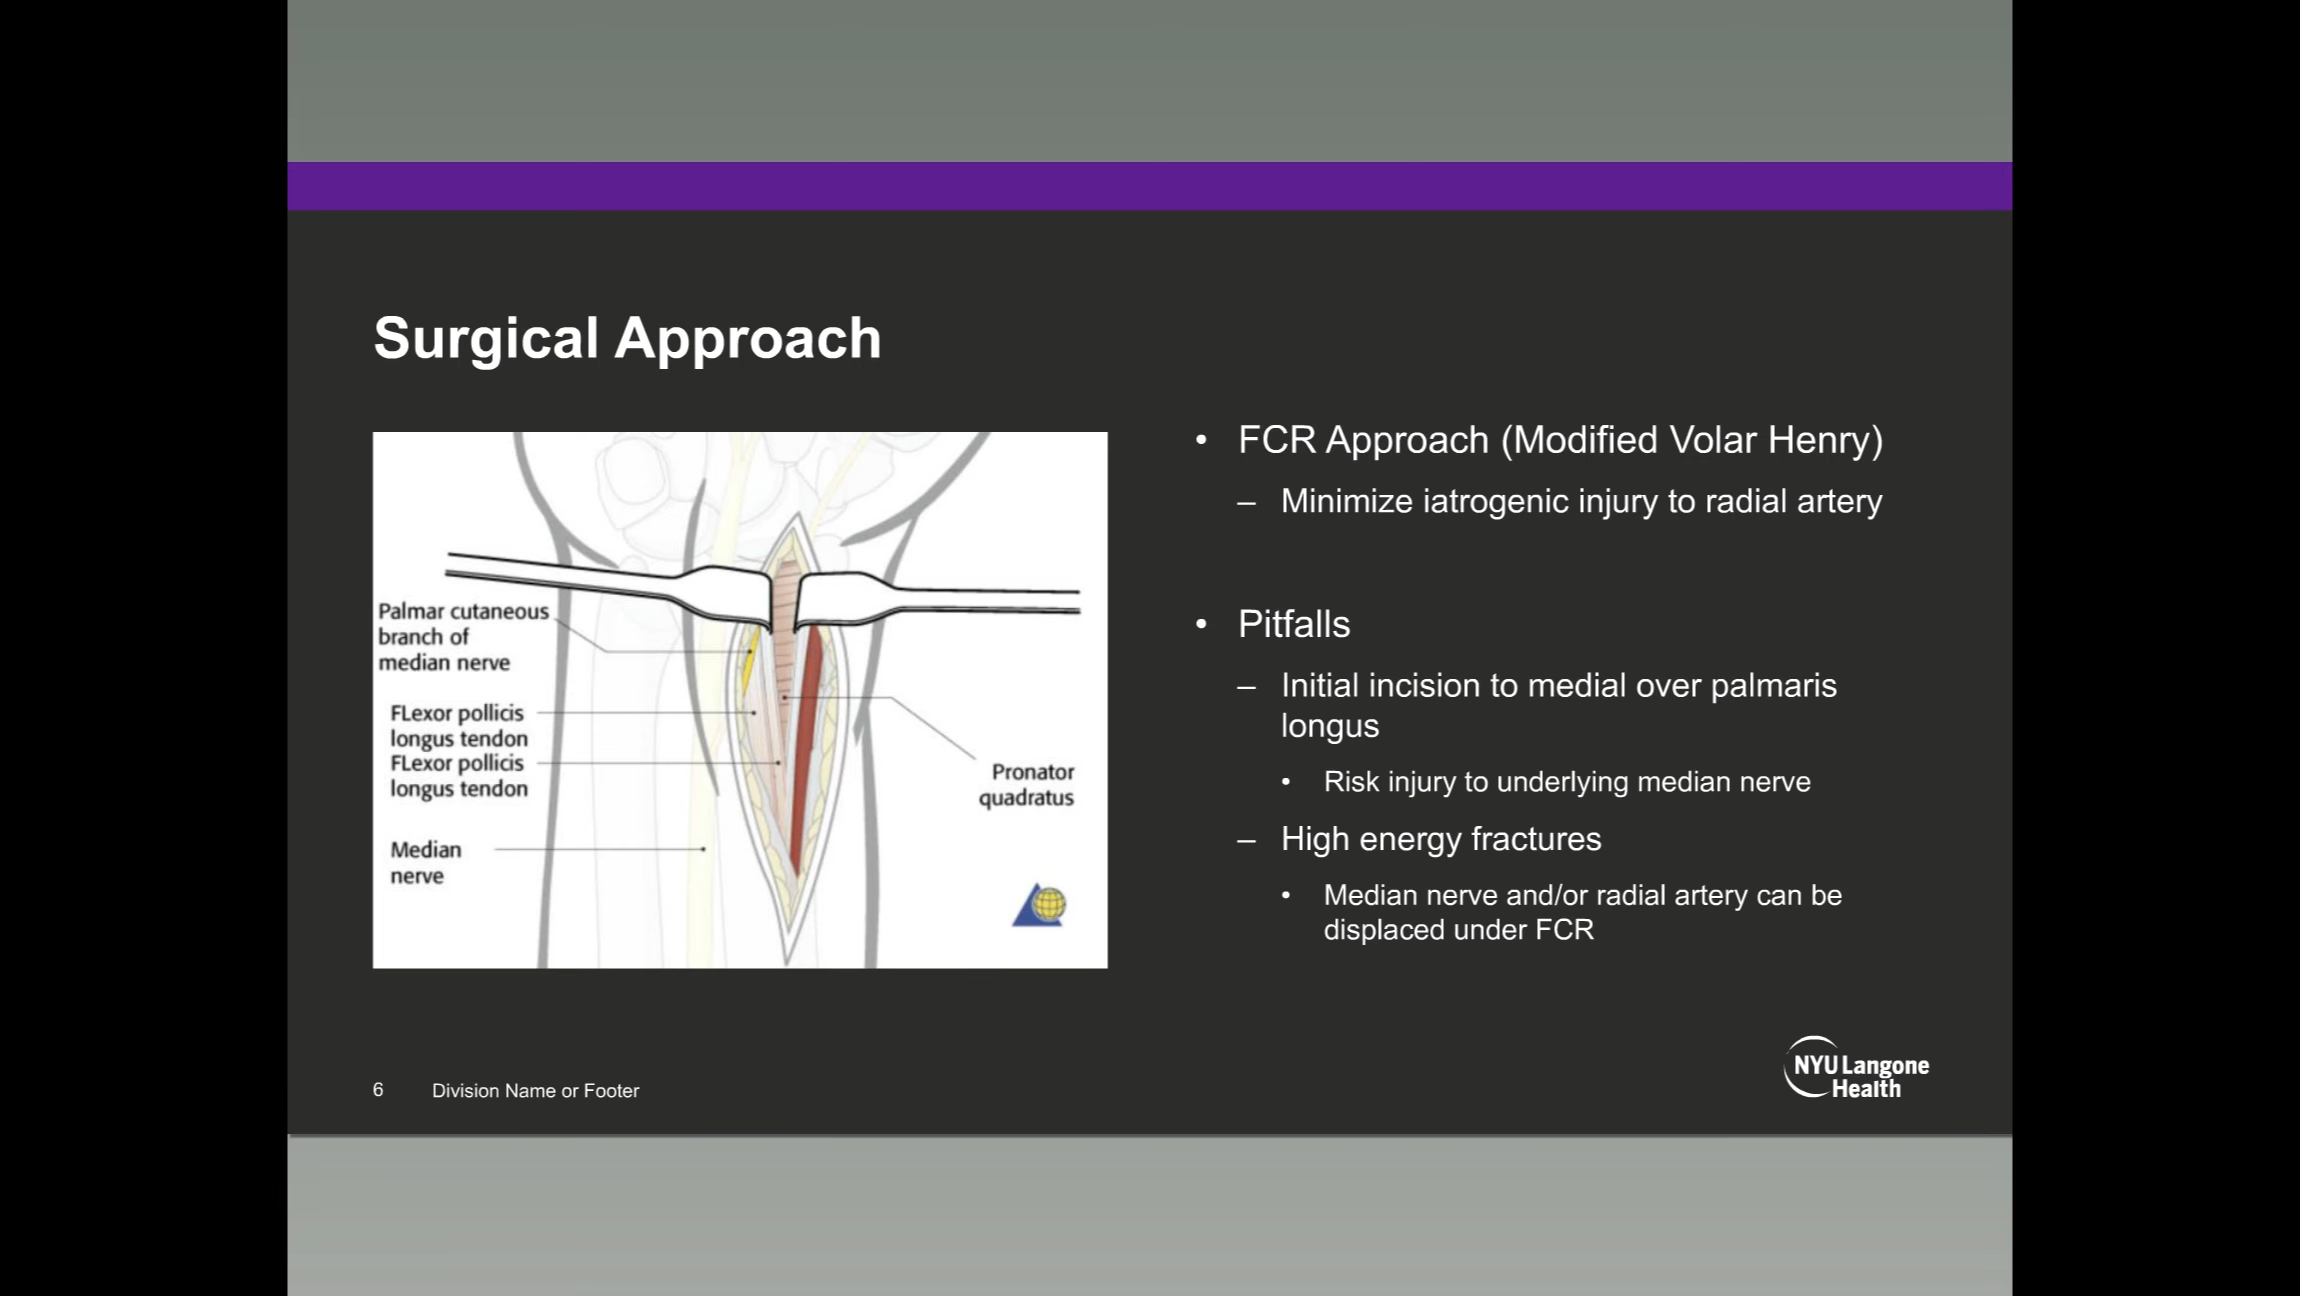 Surgical Approach
Palmar cutaneous
branch of
median nerve
FLexor pollicis
longus tendon
FLexor pollicis
longus tendon
Median
nerve
Pronator
quadratus
• FCR Approach (Modified Volar Henry)
– Minimize iatrogenic injury to radial artery
• Pitfalls
– Initial incision to medial over palmaris
longus
• Risk injury to underlying median nerve
– High energy fractures
• Median nerve and/or radial artery can be
displaced under FCR
6 Division Name or Footer
NYU Langone
Health